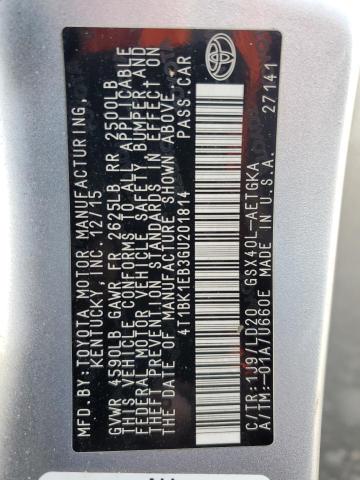 MFD. BY:TOYOTA MOTOR MANUFACTURING,
KENTUCKY, INC. 12/15
GVWR 4590LB GAWR FR 2625LB RR 2500LB
THIS VEHICLE CONFORMS TO ALL APPLICABLE
FEDERAL MOTOR VEHICLE SAFETY, BUMPER, AND
THEFT PREVENTION STANDARDS IN EFFECT ON
THE DATE OF MANUFACTURE SHOWN ABOVE.
4T1BK1EB3GU201814 PASS.CAR
C/TR:1J9/LB20 GSX40L-AETGKA
A/TM:-01A/U660E MADE IN U.S.A.
27141
TOYOTA